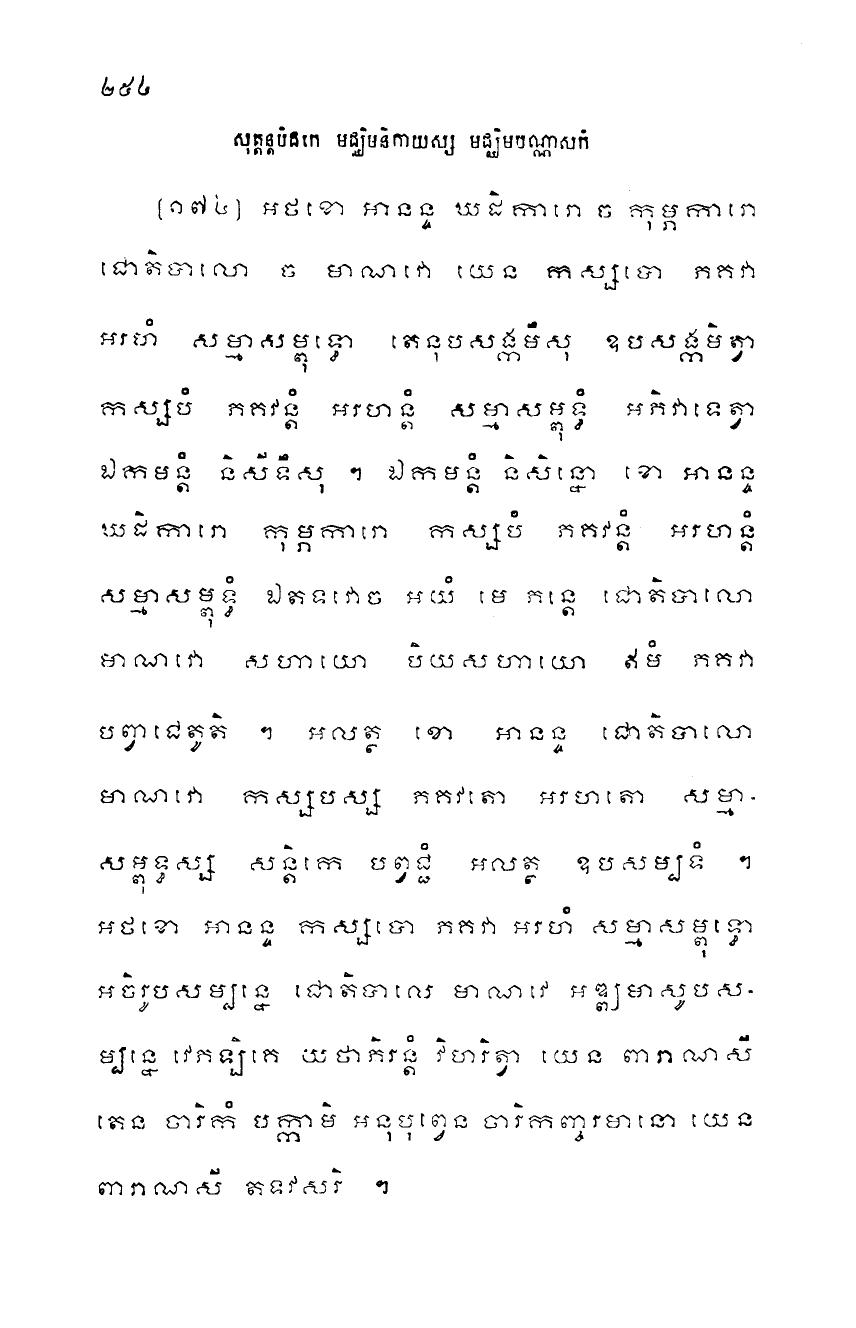 ២៥៤
សុត្តន្តបិដកេ មជ្ឈិមនិកាយស្ស មជ្ឈិមបណ្ណាសកំ
[១៧៤] អថខោ អានន្ទ ឃដិការោ ច កុម្ភការោ
ជោតិបាលោ ច មាណវោ យេន កស្សបោ ភគវា
អរហំ សម្មាសម្ពុទ្ធោ តេនុបសង្កមឹសុ ឧបសង្កមិត្វា
កស្សបំ ភគវន្តំ អរហន្តំ សម្មាសម្ពុទ្ធំ អភិវាទេត្វា
ឯកមន្តំ និសីទឹសុ ។ ឯកមន្តំ និសិន្នោ ខោ អានន្ទ
ឃដិការោ កុម្ភការោ កស្សបំ ភគវន្តំ អរហន្តំ
សម្មាសម្ពុទ្ធំ ឯតទវោច អយំ មេ ភន្តេ ជោតិបាលោ
មាណវោ សហាយោ បិយសហាយោ ឥមំ ភគវា
បព្វាជេតូតិ ។ អលត្ថ ខោ អានន្ទ ជោតិបាលោ
មាណវោ កស្សបស្ស ភគវតោ អរហតោ សម្មា-
សម្ពុទ្ធស្ស សន្តិកេ បព្វជ្ជំ អលត្ថ ឧបសម្បទំ ។
អថខោ អានន្ទ កស្សបោ ភគវា អរហំ សម្មាសម្ពុទ្ធោ
អចិរូបសម្បន្នេ ជោតិបាលេ មាណវេ អឌ្ឍមាសូបស-
ម្បន្នេ វេភឡិគេ យថាភិរន្តំ វិហរិត្វា យេន ពារាណសី
តេន ចារិកំ បក្កាមិ អនុបុព្វេន ចារិកញ្ចរមានោ យេន
ពារាណសី តទវសរិ ។